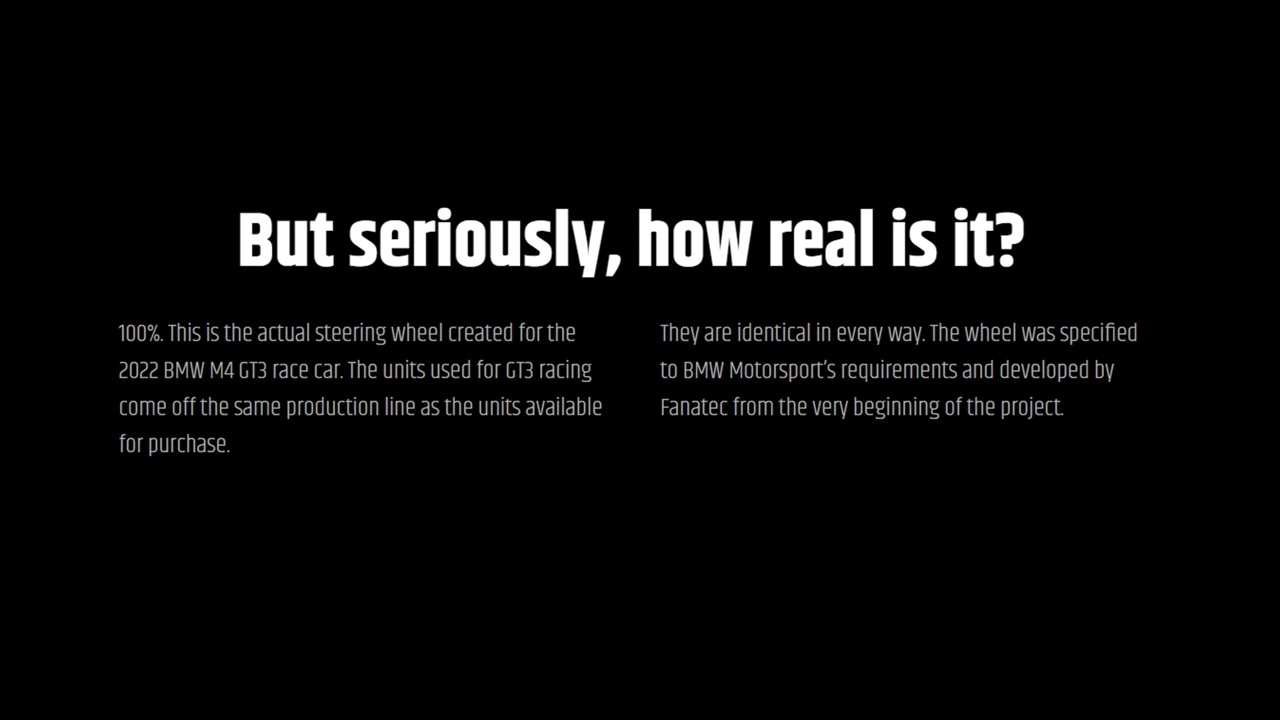 But seriously, how real is it?
100%. This is the actual steering wheel created for the
2022 BMW M4 GT3 race car. The units used for GT3 racing
come off the same production line as the units available
for purchase.
They are identical in every way. The wheel was specified
to BMW Motorsport’s requirements and developed by
Fanatec from the very beginning of the project.